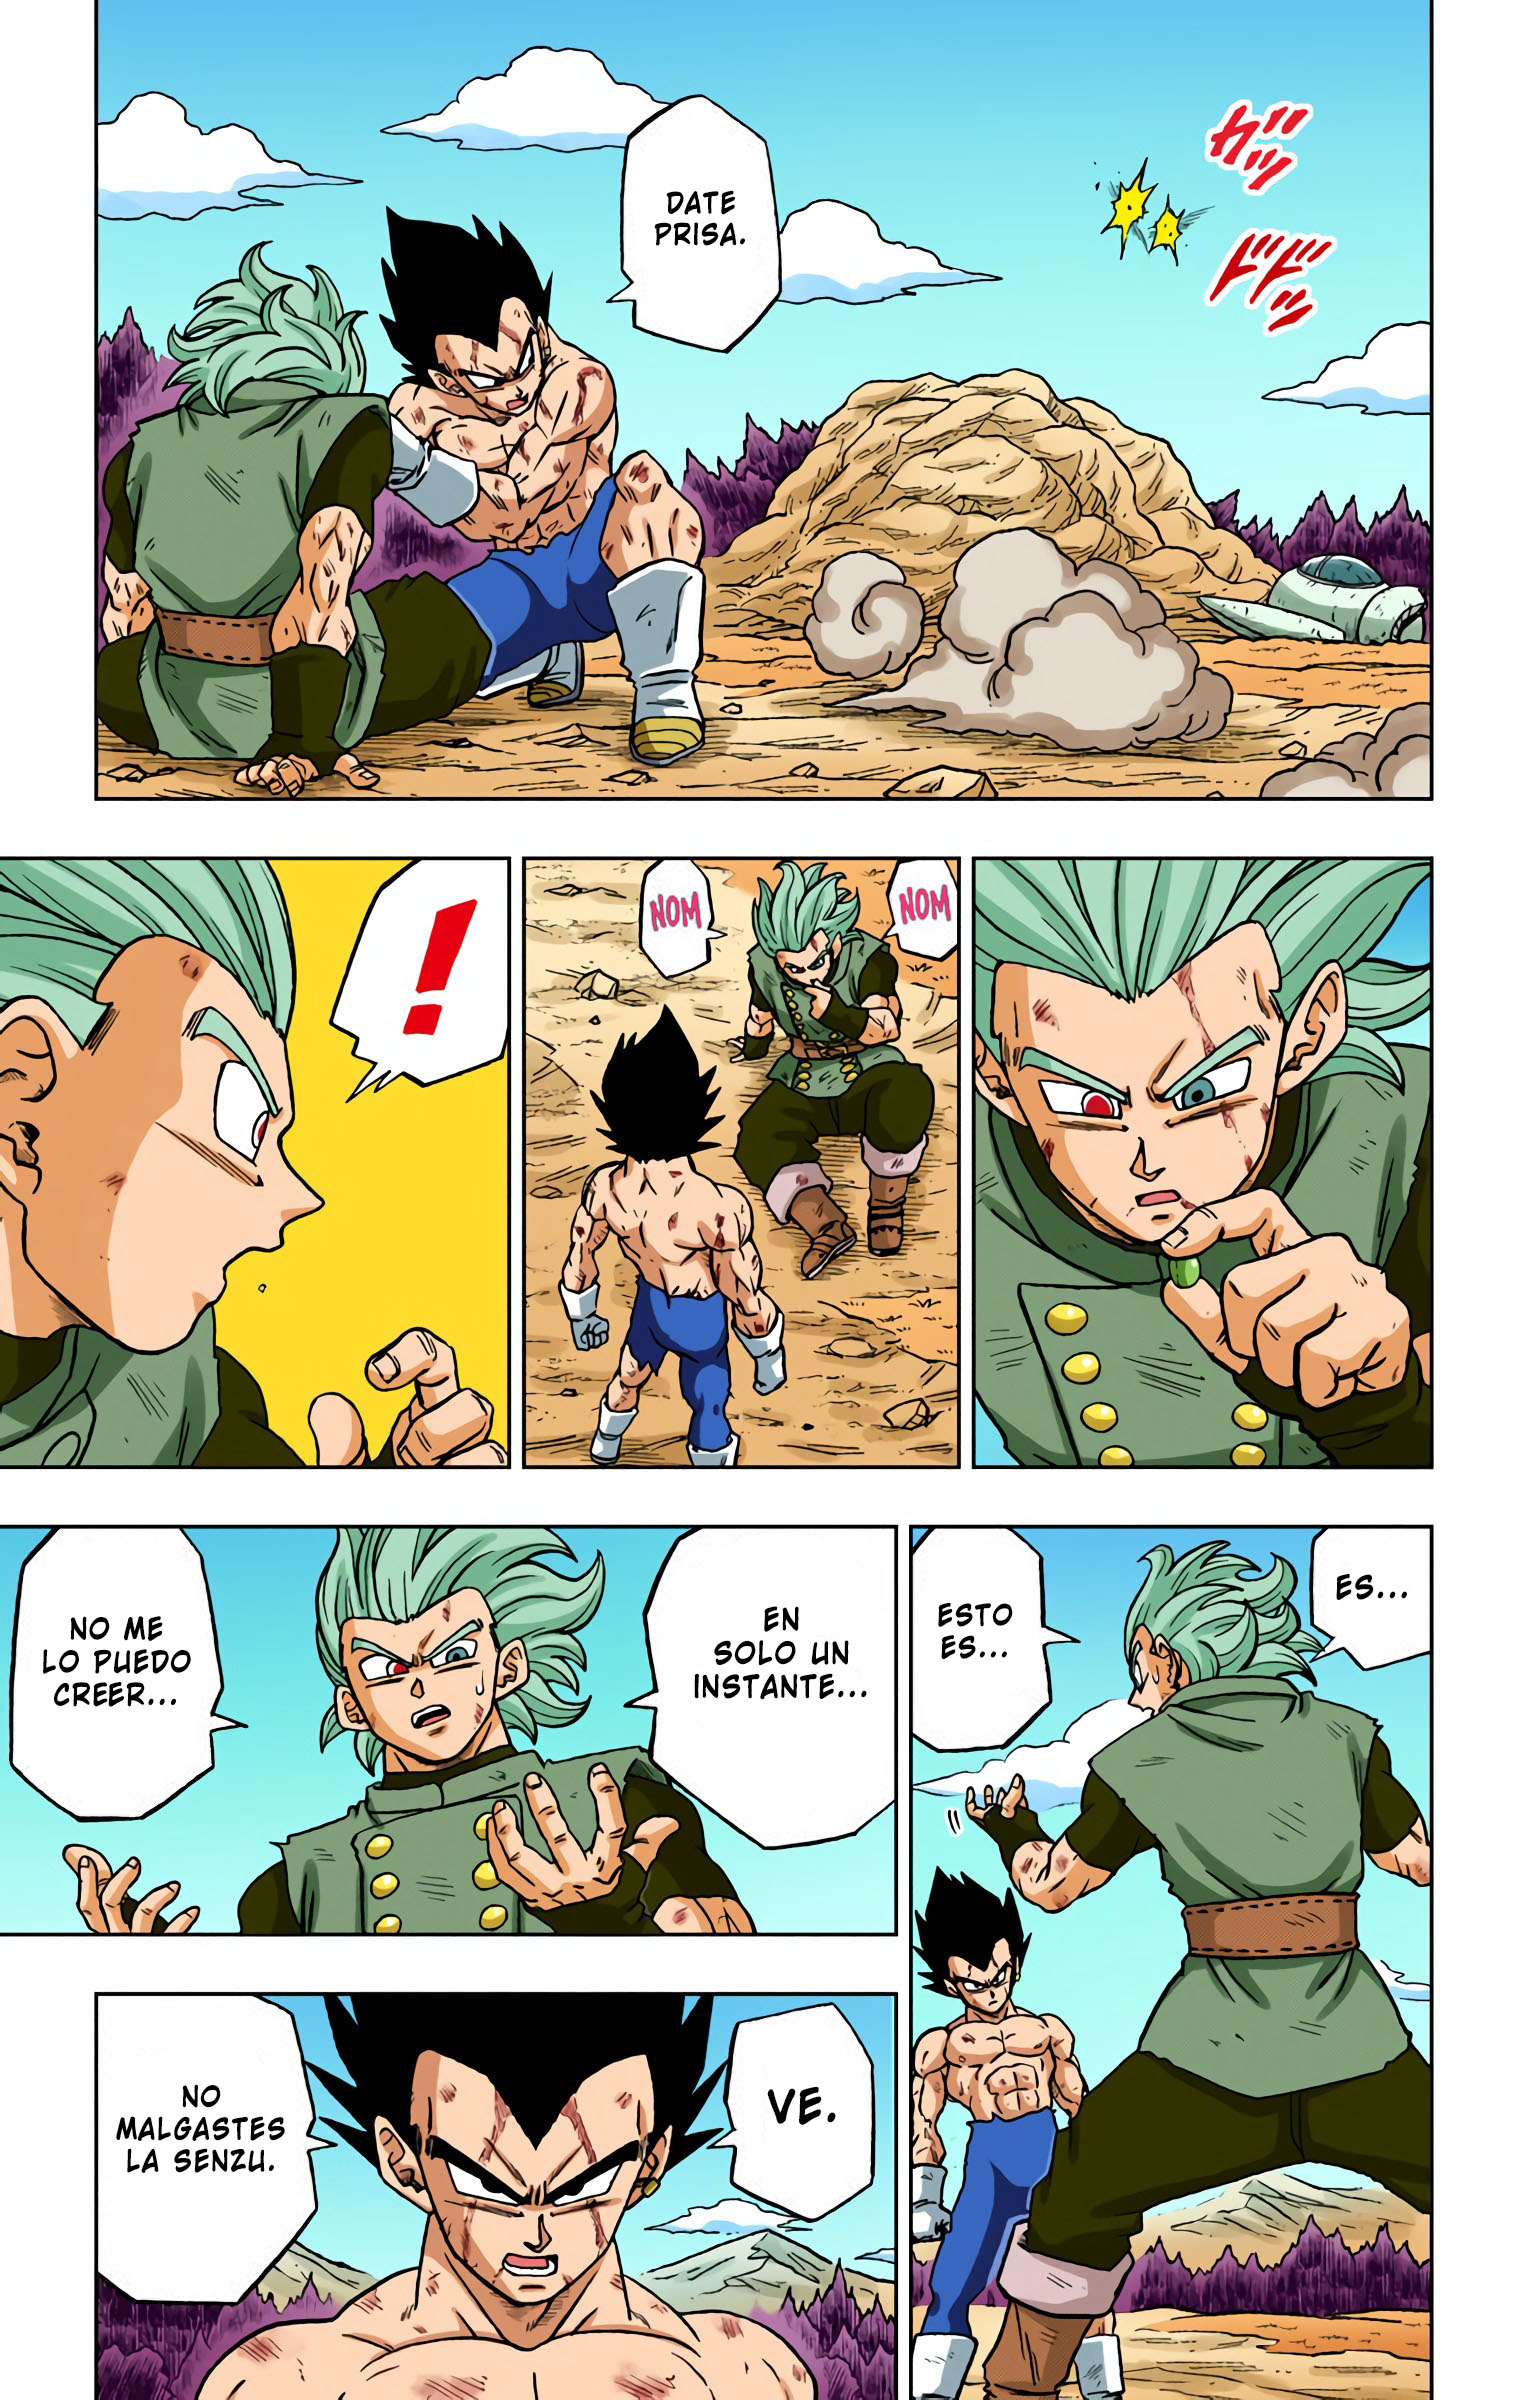 ガッ
ドドドッ
DATE
PRISA.
NOM
NOM
!
ES...
ESTO
ES...
EN
SOLO UN
INSTANTE...
NO ME
LO PUEDO
CREER...
VE.
NO
MALGASTES
LA SENZU.